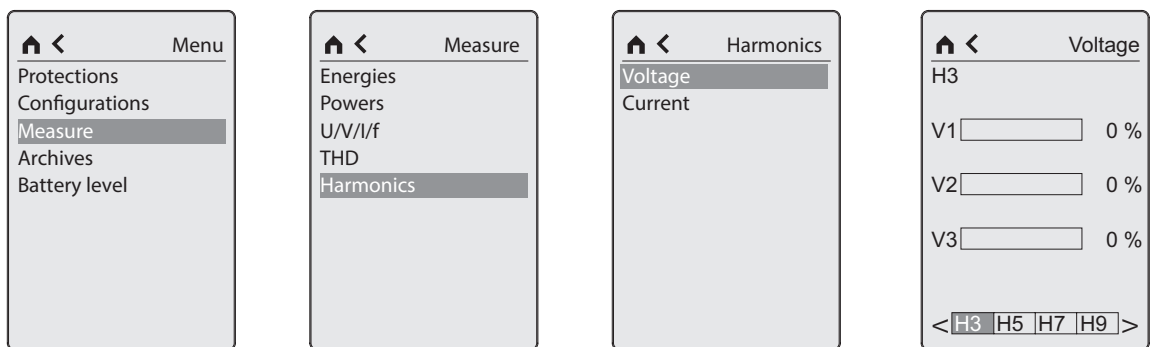 Menu
Protections
Configurations
Measure
Archives
Battery level
Measure
Energies
Powers
U/V/I/f
THD
Harmonics
Harmonics
Voltage
Current
Voltage
H3
V1 0 %
V2 0 %
V3 0 %
< H3 H5 H7 H9 >